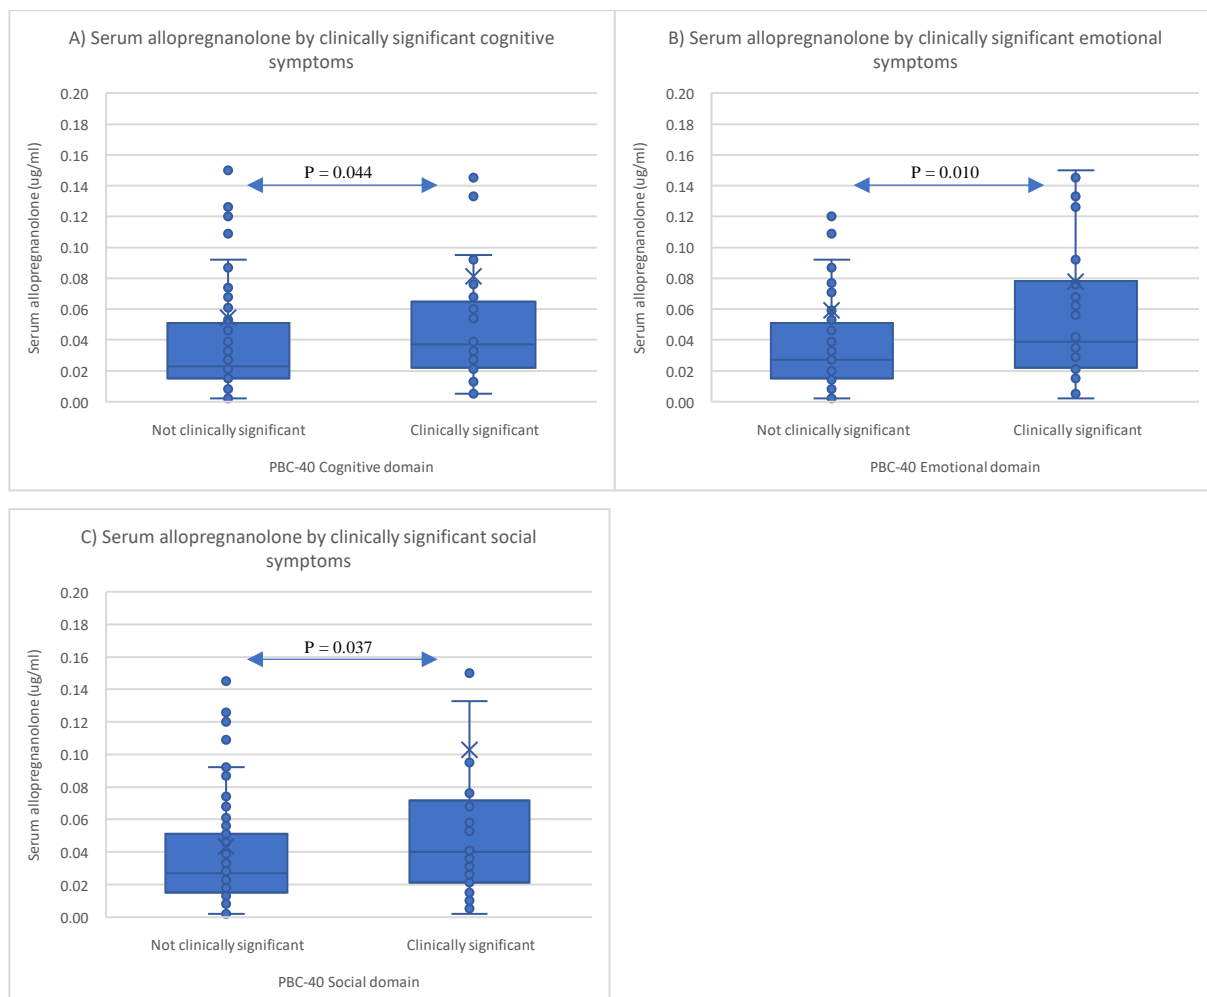 A) Serum allopregnanolone by clinically significant cognitive
symptoms
0.20
0.18
0.16
0.14
0.12
0.10
0.08
0.06
0.04
0.02
0.00
Serum allopregnanolone (ug/ml)
P = 0.044
Not clinically significant
Clinically significant
PBC-40 Cognitive domain
B) Serum allopregnanolone by clinically significant emotional
symptoms
0.20
0.18
0.16
0.14
0.12
0.10
0.08
0.06
0.04
0.02
0.00
Serum allopregnanolone (ug/ml)
P = 0.010
Not clinically significant
Clinically significant
PBC-40 Emotional domain
C) Serum allopregnanolone by clinically significant social
symptoms
0.20
0.18
0.16
0.14
0.12
0.10
0.08
0.06
0.04
0.02
0.00
Serum allopregnanolone (ug/ml)
P = 0.037
Not clinically significant
Clinically significant
PBC-40 Social domain